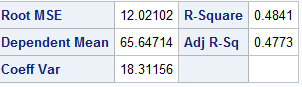 Root MSE 12.02102 R-Square 0.4841
Dependent Mean 65.64714 Adj R-Sq 0.4773
Coeff Var 18.31156